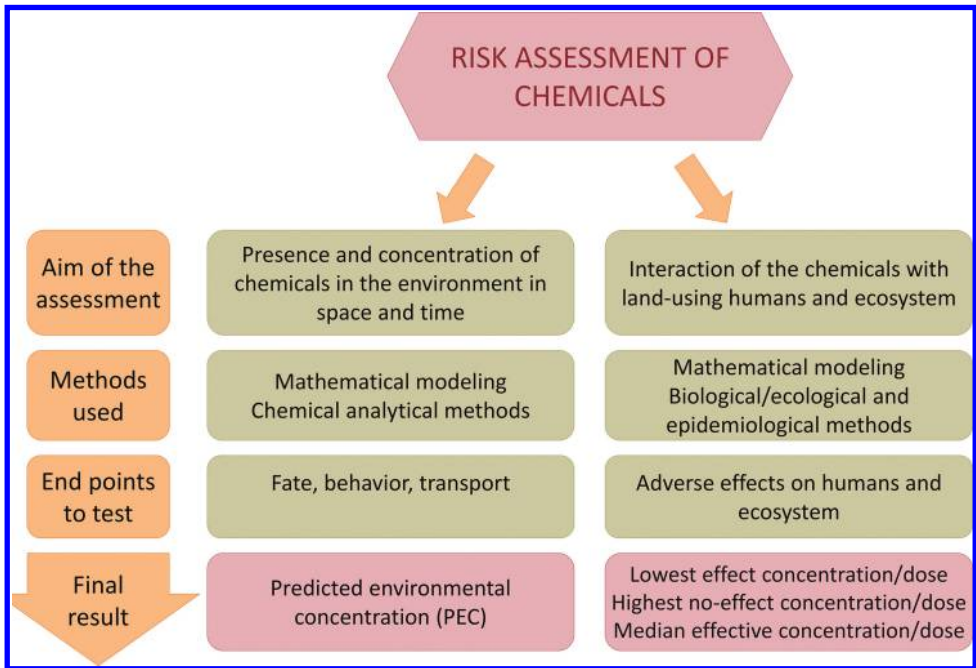 RISK ASSESSMENT OF
CHEMICALS
Aim of the
assessment
Presence and concentration of
chemicals in the environment in
space and time
Interaction of the chemicals with
land-using humans and ecosystem
Methods
used
Mathematical modeling
Chemical analytical methods
Mathematical modeling
Biological/ecological and
epidemiological methods
End points
to test
Fate, behavior, transport
Adverse effects on humans and
ecosystem
Final
result
Predicted environmental
concentration (PEC)
Lowest effect concentration/dose
Highest no-effect concentration/dose
Median effective concentration/dose